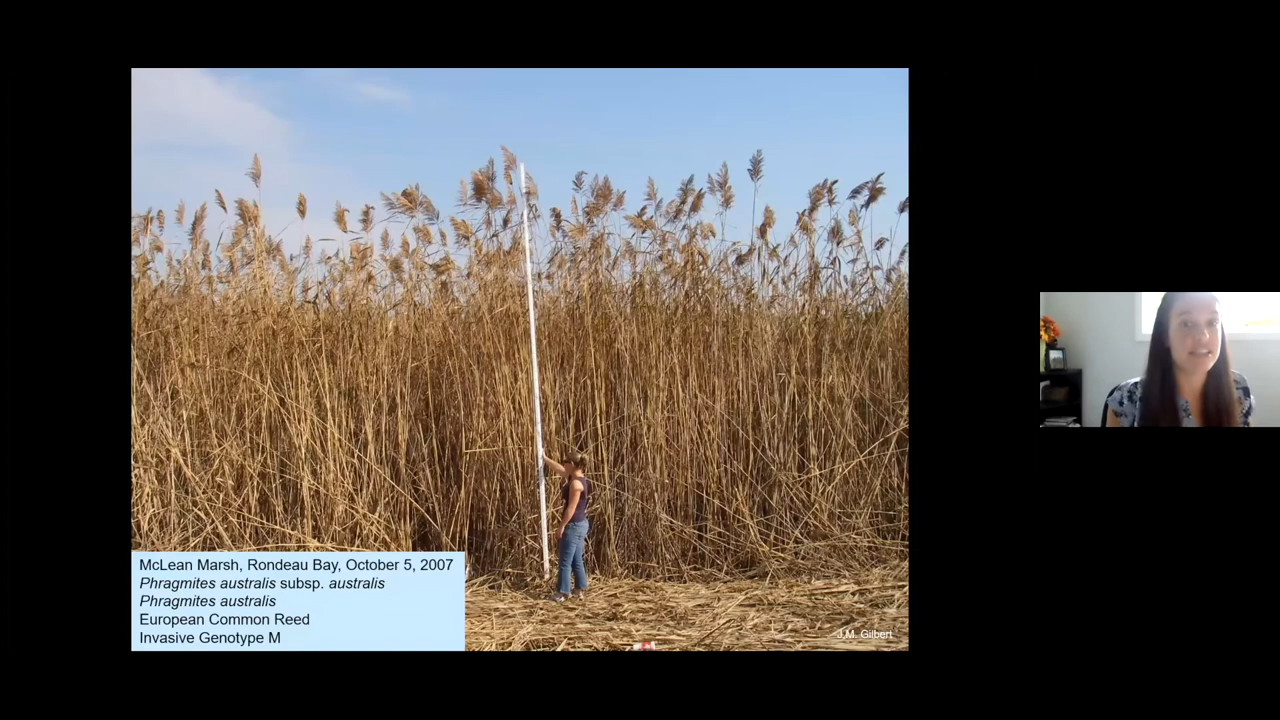 McLean Marsh, Rondeau Bay, October 5, 2007
Phragmites australis subsp. australis
Phragmites australis
European Common Reed
Invasive Genotype M
J.M. Gilbert